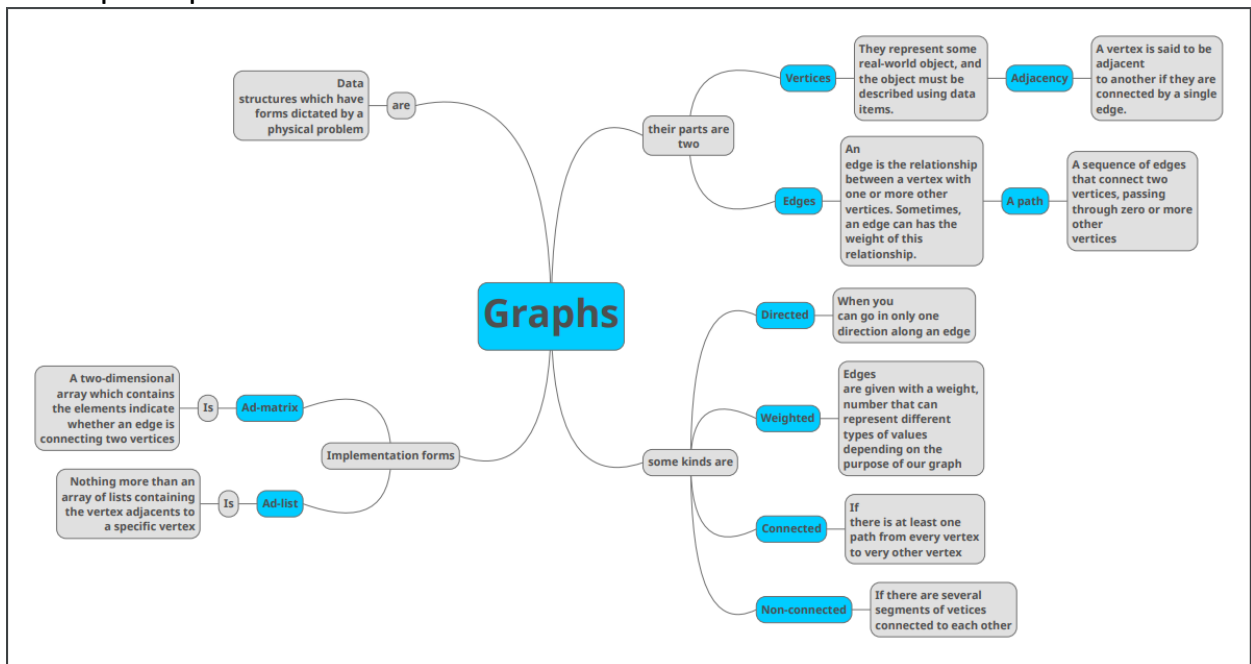 Data
structures which have
forms dictated by a
physical problem
are
their parts are
two
Vertices
They represent some
real-world object, and
the object must be
described using data
items.
Adjacency
A vertex is said to be
adjacent
to another if they are
connected by a single
edge.
Edges
An
edge is the relationship
between a vertex with
one or more other
vertices. Sometimes,
an edge can has the
weight of this
relationship.
A path
A sequence of edges
that connect two
vertices, passing
through zero or more
other
vertices
Graphs
A two-dimensional
array which contains
the elements indicate
whether an edge is
connecting two vertices
Is
Ad-matrix
Implementation forms
Nothing more than an
array of lists containing
the vertex adjacents to
a specific vertex
Is
Ad-list
some kinds are
Directed
When you
can go in only one
direction along an edge
Weighted
Edges
are given with a weight,
number that can
represent different
types of values
depending on the
purpose of our graph
Connected
If
there is at least one
path from every vertex
to very other vertex
Non-connected
If there are several
segments of vetices
connected to each other